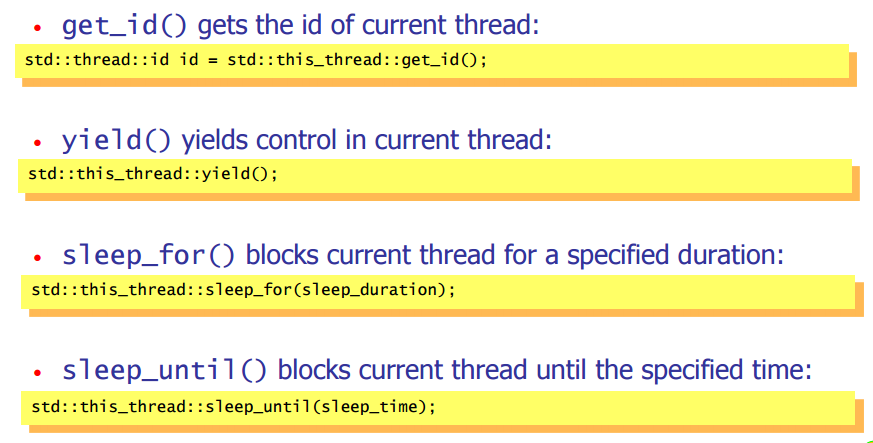 • get_id() gets the id of current thread:
std::thread::id id = std::this_thread::get_id();
• yield() yields control in current thread:
std::this_thread::yield();
• sleep_for() blocks current thread for a specified duration:
std::this_thread::sleep_for(sleep_duration);
• sleep_until() blocks current thread until the specified time:
std::this_thread::sleep_until(sleep_time);